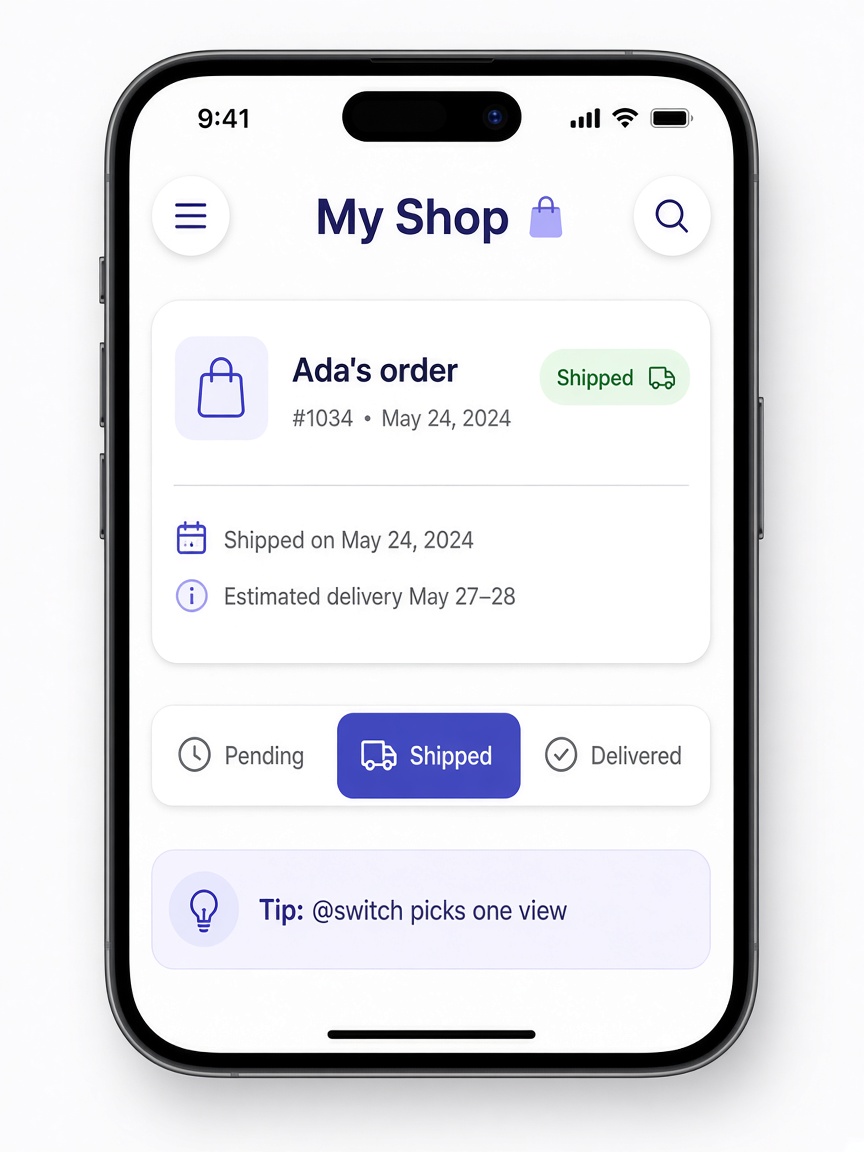 9:41
My Shop
Ada's order
Shipped
#1034 • May 24, 2024
Shipped on May 24, 2024
Estimated delivery May 27–28
Pending
Shipped
Delivered
Tip: @switch picks one view